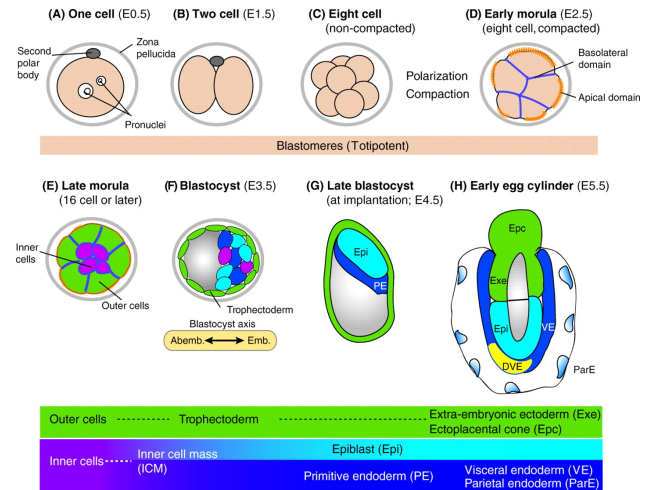 (A) One cell (E0.5)
(B) Two cell (E1.5)
(C) Eight cell
(non-compacted)
(D) Early morula (E2.5)
(eight cell, compacted)
Second
polar
body
Zona
pellucida
Pronuclei
Polarization
Compaction
Basolateral
domain
Apical domain
Blastomeres (Totipotent)
(E) Late morula
(16 cell or later)
(F) Blastocyst (E3.5)
(G) Late blastocyst
(at implantation; E4.5)
(H) Early egg cylinder (E5.5)
Inner
cells
Outer cells
Trophectoderm
Blastocyst axis
Abemb.
Emb.
Epi
PE
Epc
Exe
Epi
VE
DVE
ParE
Outer cells
Trophectoderm
Extra-embryonic ectoderm (Exe)
Ectoplacental cone (Epc)
Inner cells
Inner cell mass
(ICM)
Epiblast (Epi)
Primitive endoderm (PE)
Visceral endoderm (VE)
Parietal endoderm (ParE)